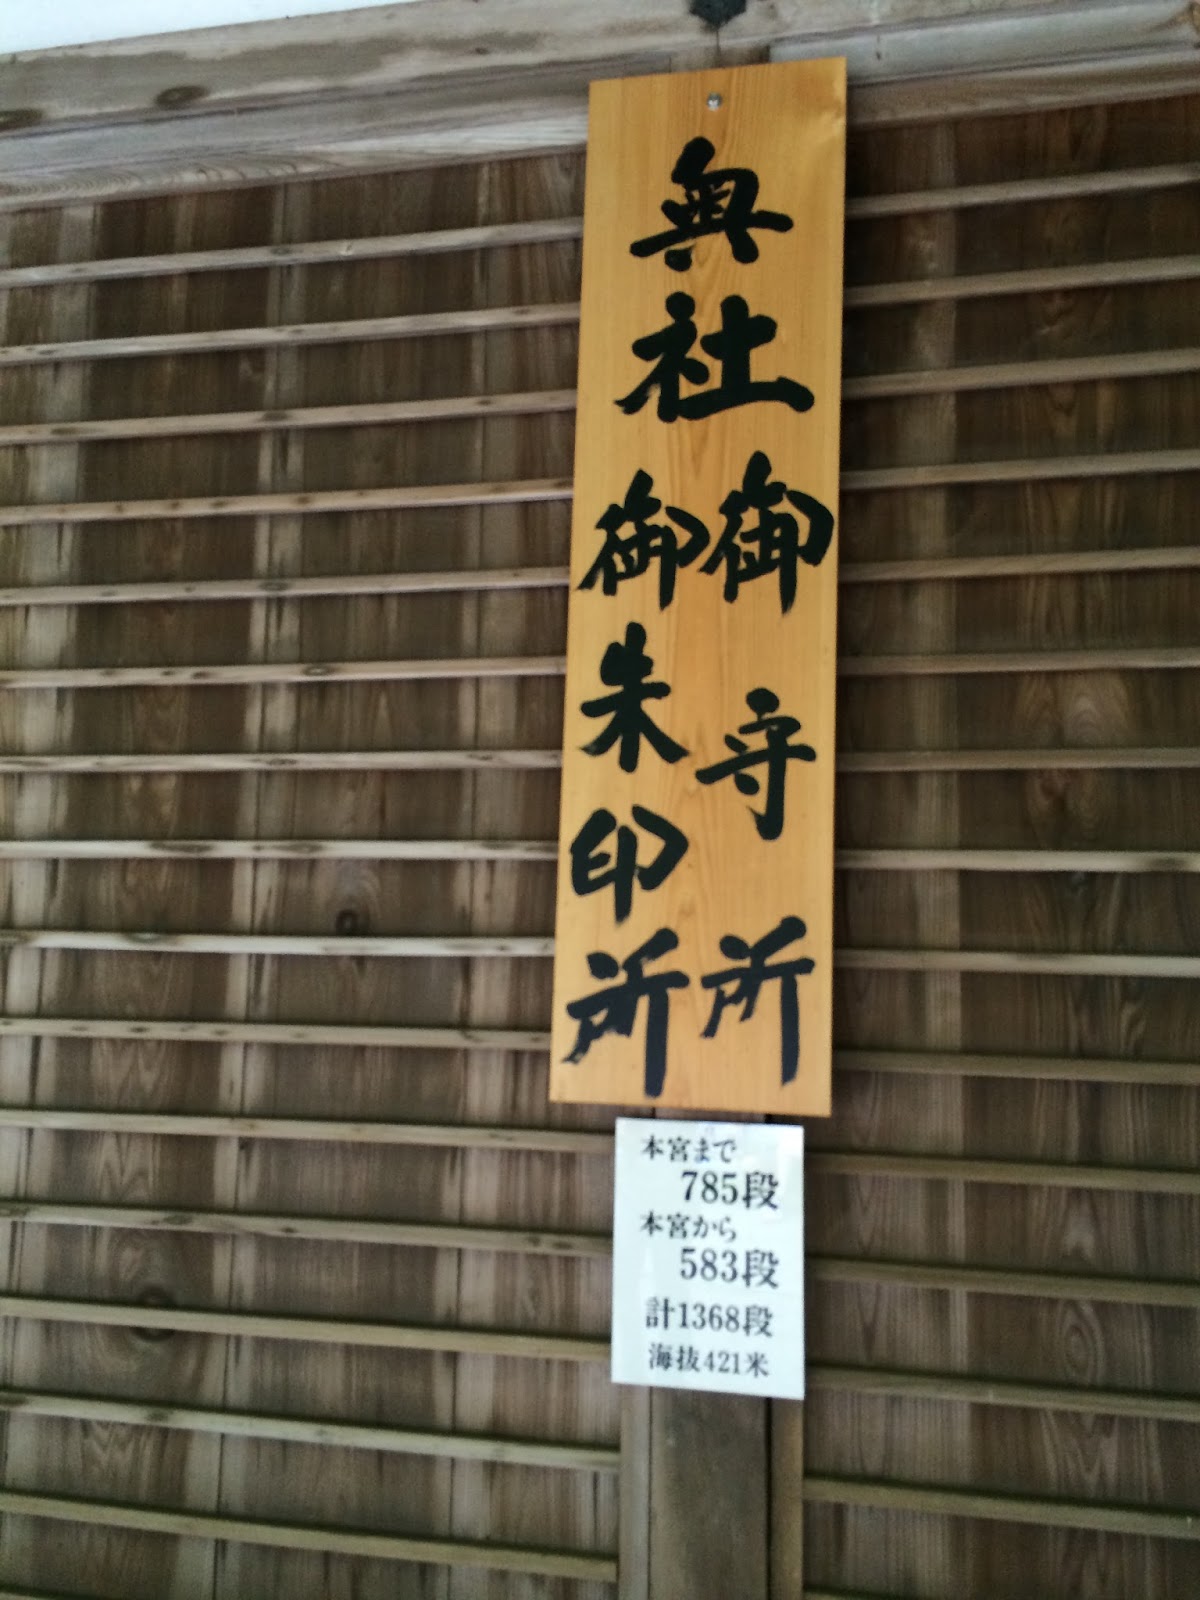 奥社
御守所
御朱印所
本宮まで
785段
本宮から
583段
計1368段
海抜421米